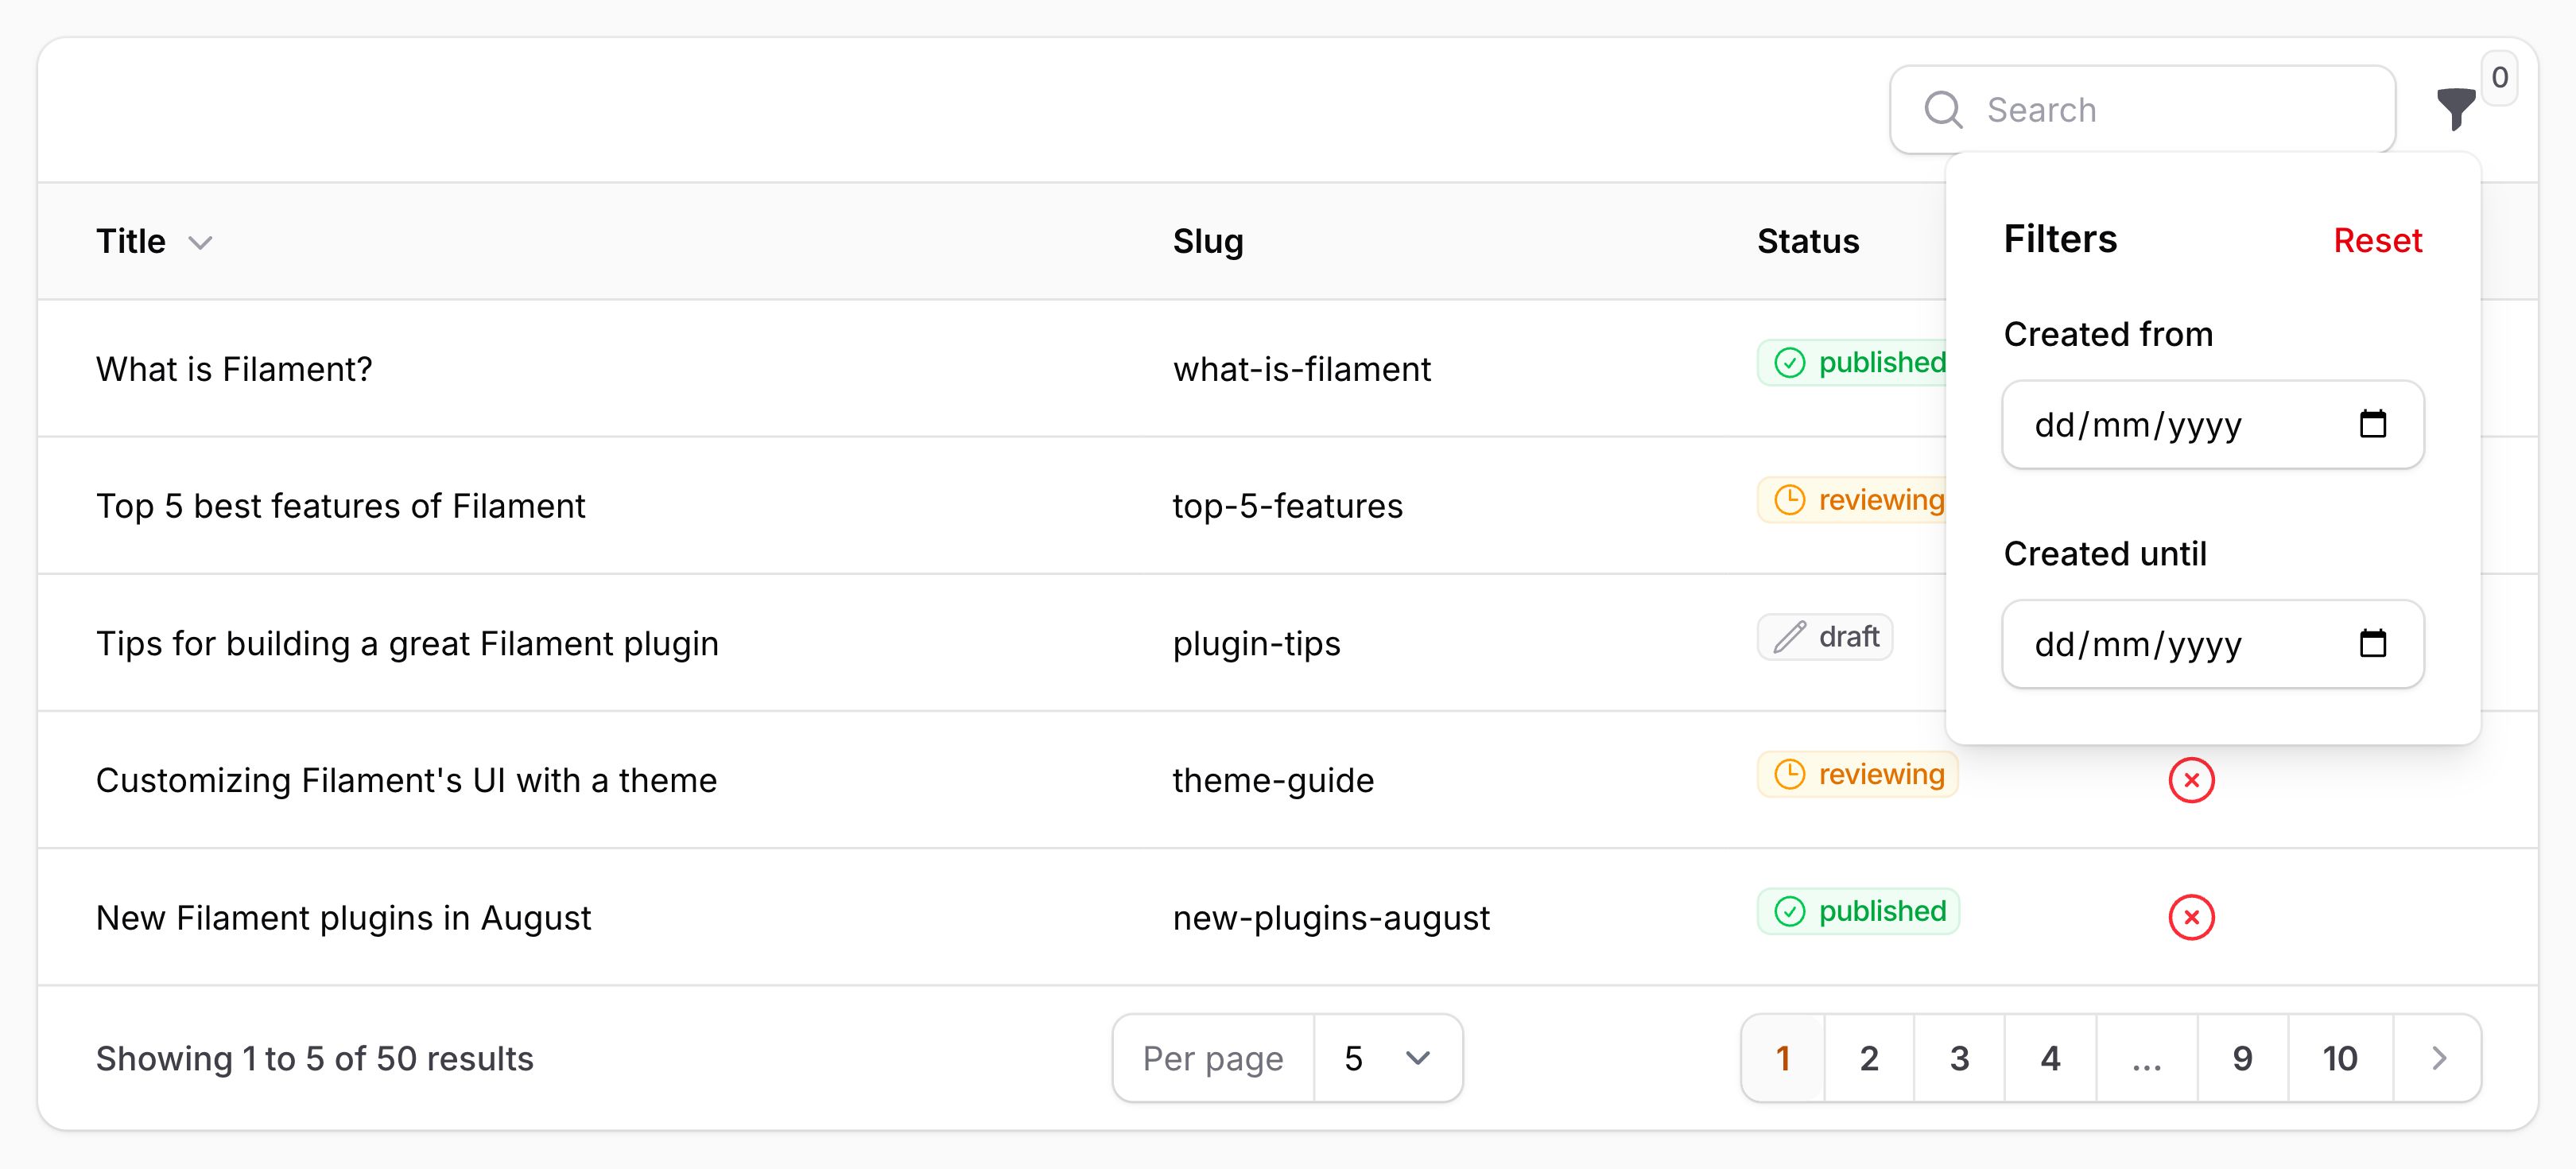 Search
0
Title Slug Status
Filters Reset
Created from
dd/mm/yyyy
Created until
dd/mm/yyyy
What is Filament? what-is-filament published
Top 5 best features of Filament top-5-features reviewing
Tips for building a great Filament plugin plugin-tips draft
Customizing Filament's UI with a theme theme-guide reviewing
New Filament plugins in August new-plugins-august published
Showing 1 to 5 of 50 results Per page 5 1 2 3 4 ... 9 10